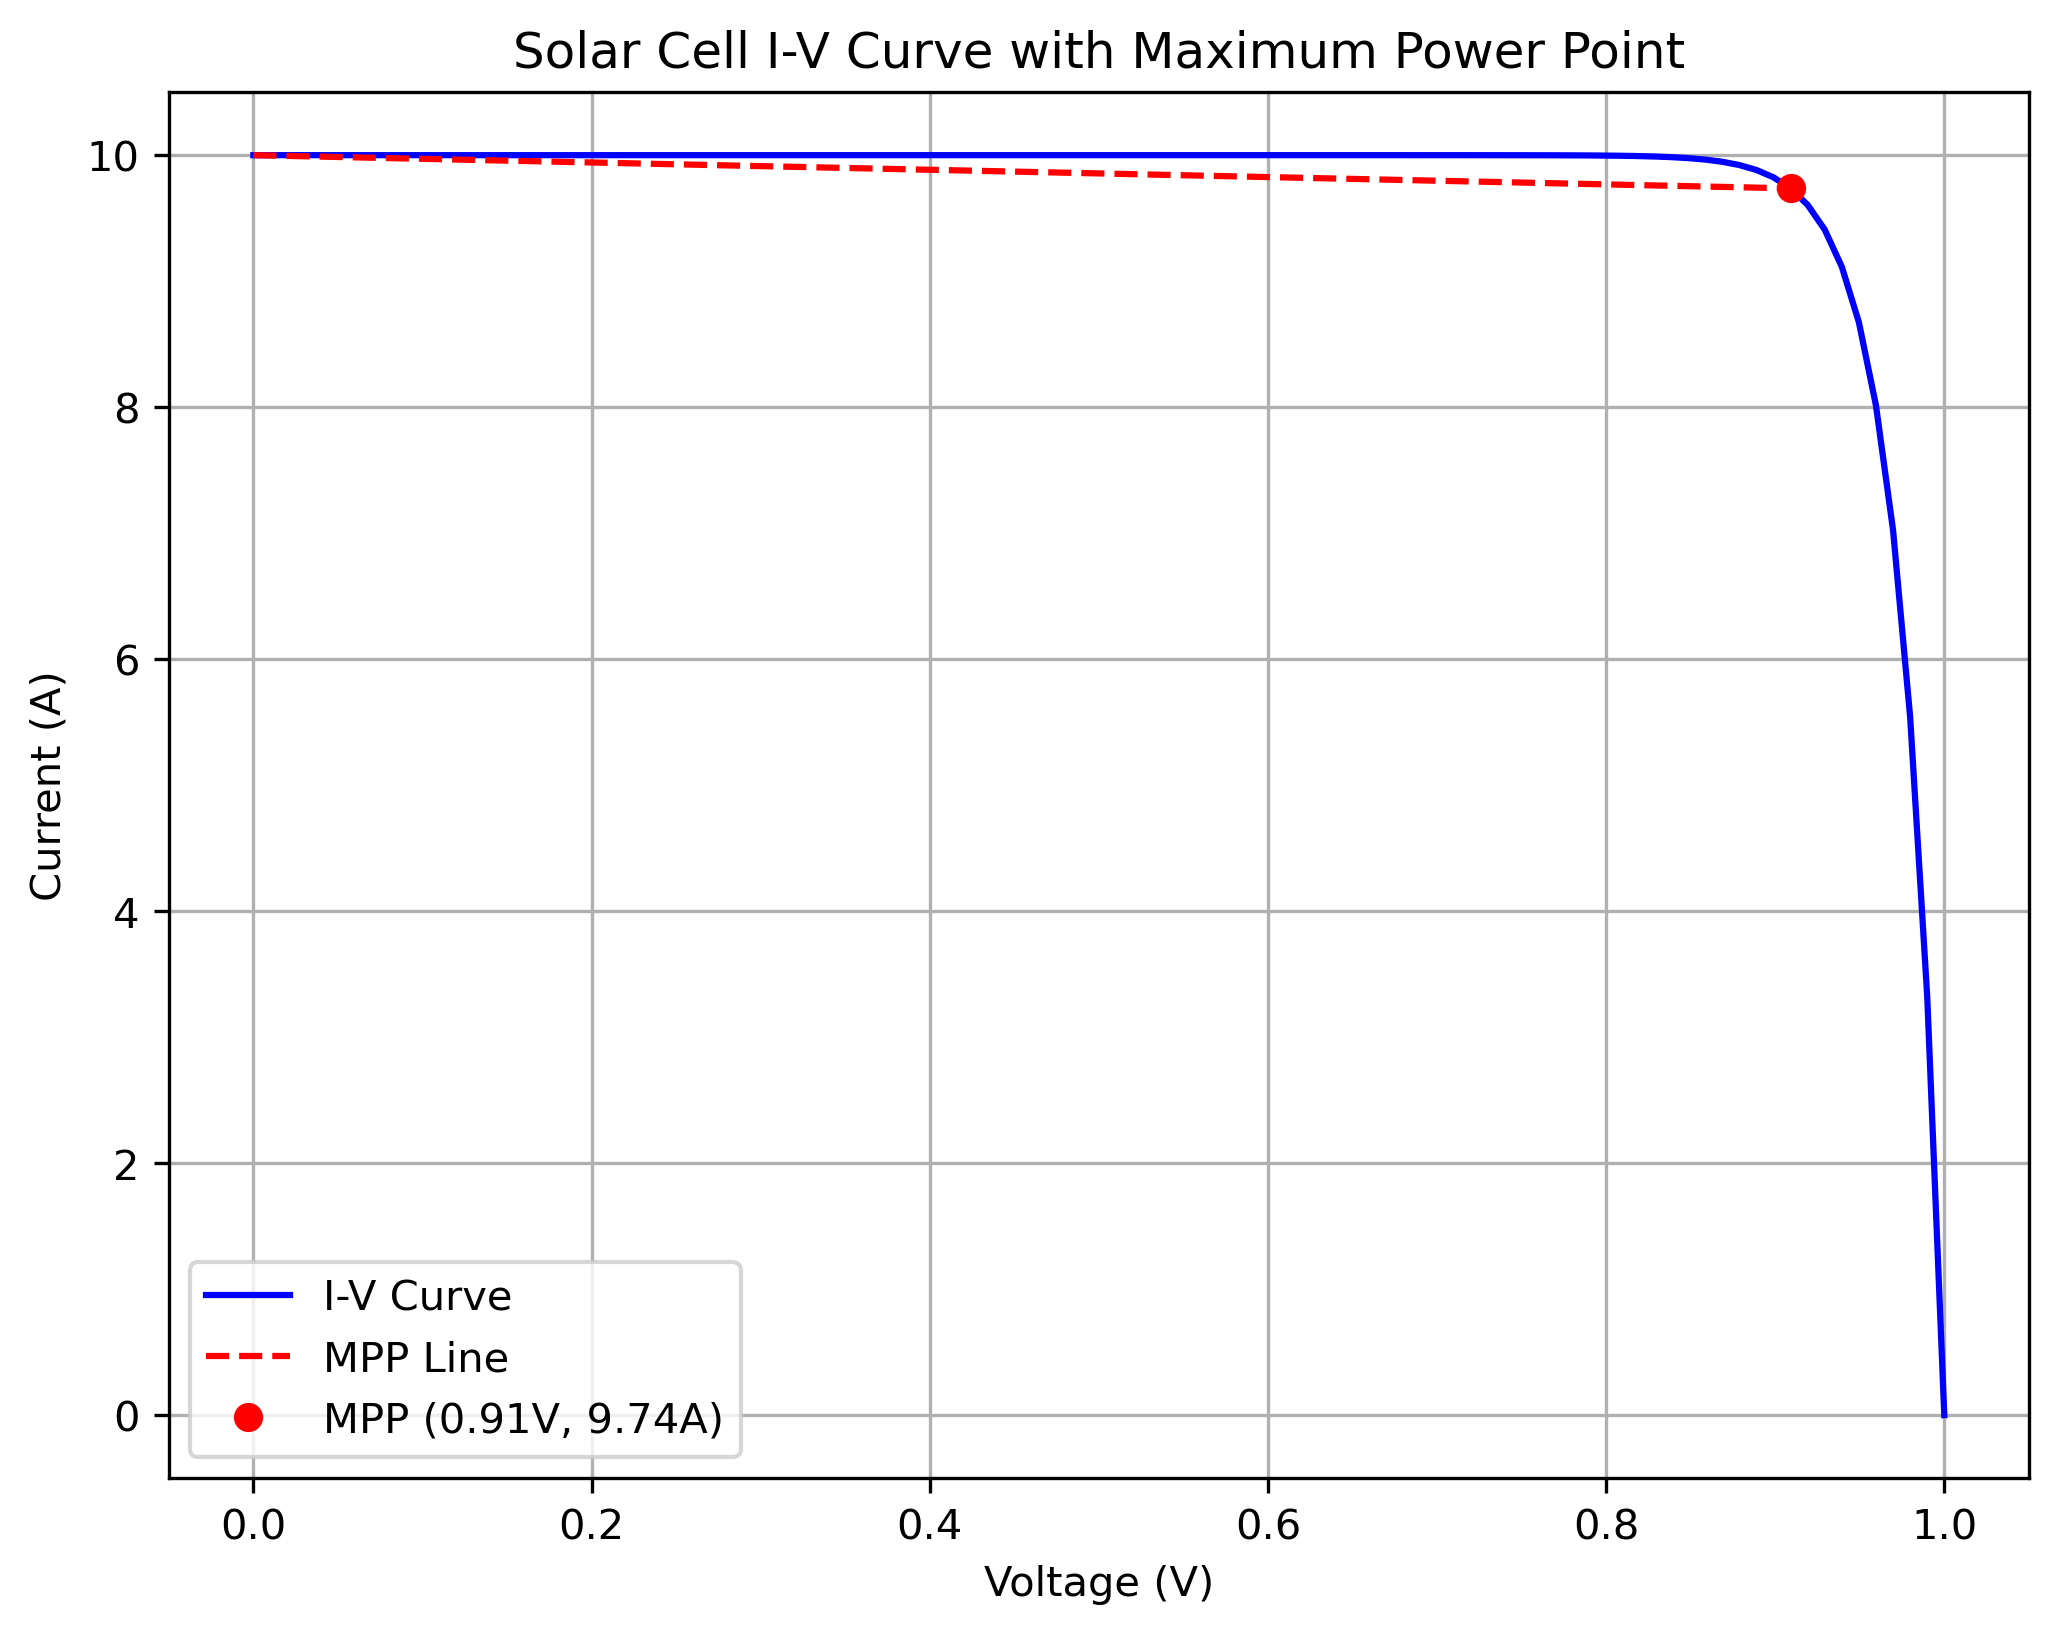 Solar Cell I-V Curve with Maximum Power Point
Current (A)
10
8
6
4
2
0
I-V Curve
MPP Line
MPP (0.91V, 9.74A)
0.0 0.2 0.4 0.6 0.8 1.0
Voltage (V)